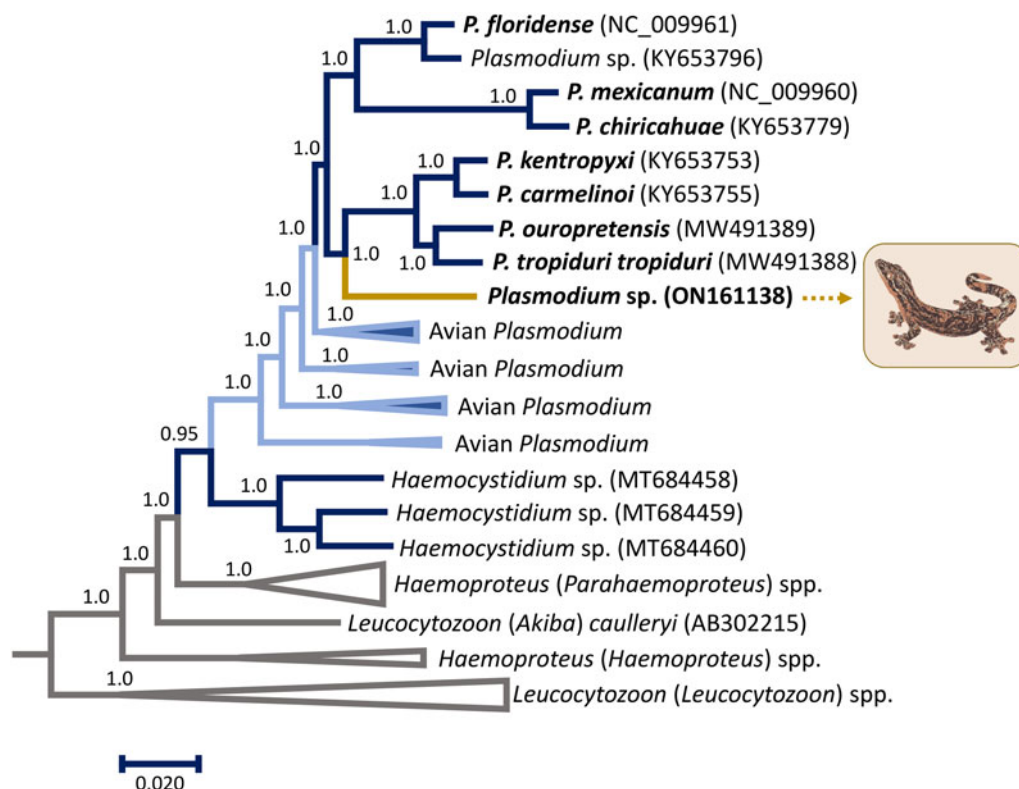 1.0
P. floridense (NC_009961)
1.0
Plasmodium sp. (KY653796)
1.0
P. mexicanum (NC_009960)
P. chiricahuae (KY653779)
1.0
1.0
P. kentropyxi (KY653753)
1.0
P. carmelinoi (KY653755)
P. ouropretensis (MW491389)
1.0
1.0
1.0
P. tropiduri tropiduri (MW491388)
Plasmodium sp. (ON161138)
1.0
1.0
Avian Plasmodium
1.0
1.0
Avian Plasmodium
1.0
1.0
Avian Plasmodium
0.95
Avian Plasmodium
1.0
Haemocystidium sp. (MT684458)
1.0
Haemocystidium sp. (MT684459)
1.0
Haemocystidium sp. (MT684460)
1.0
1.0
Haemoproteus (Parahaemoproteus) spp.
1.0
Leucocytozoon (Akiba) caulleryi (AB302215)
Haemoproteus (Haemoproteus) spp.
1.0
Leucocytozoon (Leucocytozoon) spp.
0.020